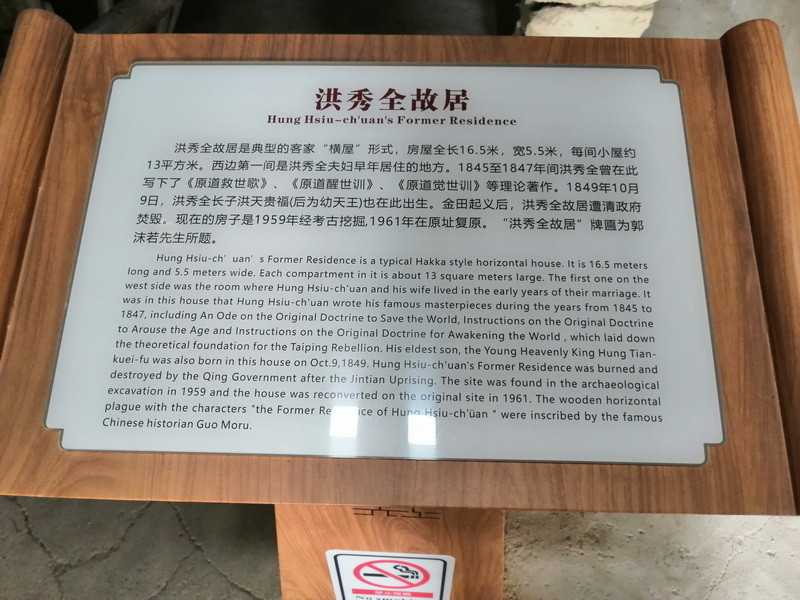 洪秀全故居
Hung Hsiu-ch'uan's Former Residence
洪秀全故居是典型的客家“横屋”形式，房屋全长16.5米，宽5.5米，每间小屋约
13平方米。西边第一间是洪秀全夫妇早年居住的地方。1845至1847年间洪秀全曾在此
写下了《原道救世歌》、《原道醒世训》、《原道觉世训》等理论著作。1849年10月
9日，洪秀全长子洪天贵福(后为幼天王)也在此出生。金田起义后，洪秀全故居遭清政府
焚毁。现在的房子是1959年经考古挖掘,1961年在原址复原。“洪秀全故居”牌匾为郭
沫若先生所题。
Hung Hsiu-ch' uan' s Former Residence is a typical Hakka style horizontal house. It is 16.5 meters
long and 5.5 meters wide. Each compartment in it is about 13 square meters large. The first one on the
west side was the room where Hung Hsiu-ch'uan and his wife lived in the early years of their marriage. It
was in this house that Hung Hsiu-ch'uan wrote his famous masterpieces during the years from 1845 to
1847, including An Ode on the Original Doctrine to Save the World, Instructions on the Original Doctrine
to Arouse the Age and Instructions on the Original Doctrine for Awakening the World , which laid down
the theoretical foundation for the Taiping Rebellion. His eldest son, the Young Heavenly King Hung Tian-
kuei-fu was also born in this house on Oct.9,1849. Hung Hsiu-ch'uan's Former Residence was burned and
destroyed by the Qing Government after the Jintian Uprising. The site was found in the archaeological
excavation in 1959 and the house was reconverted on the original site in 1961. The wooden horizontal
plague with the characters "the Former Residence of Hung Hsiu-ch'üan " were inscribed by the famous
Chinese historian Guo Moru.